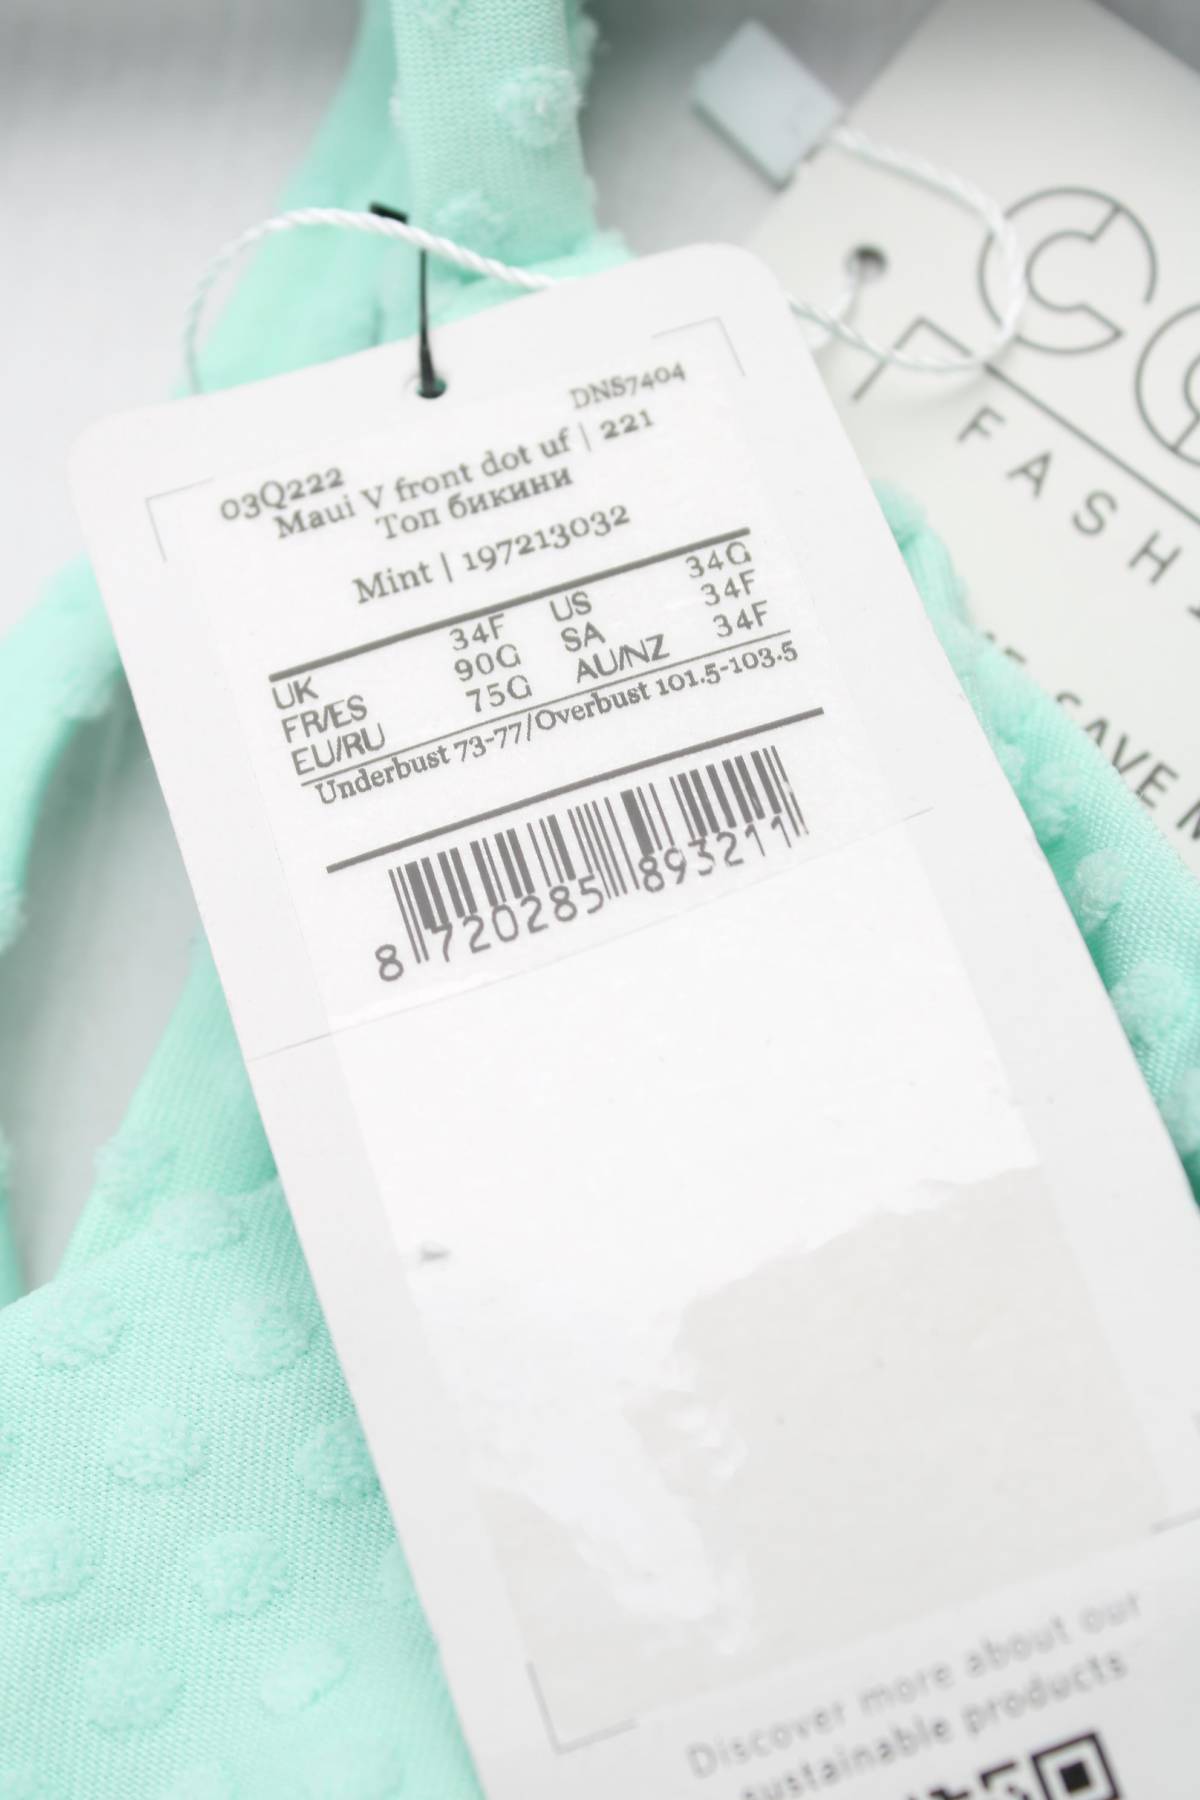 DNS7404
03Q222
Maui V front dot uf | 221
Топ бикини
Mint | 197213032
UK 34F US 34G
FR/ES 90G SA 34F
EU/RU 75G AU/NZ 34F
Underbust 73-77/Overbust 101.5-103.5
8 720285 893211
Discover more about our
sustainable products
CO
FASH
SAVE